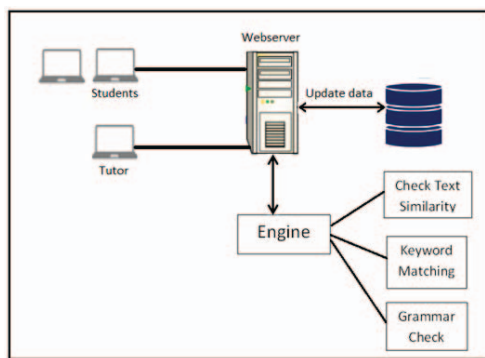 Webserver
Students
Update data
Tutor
Check Text
Similarity
Engine
Keyword
Matching
Grammar
Check